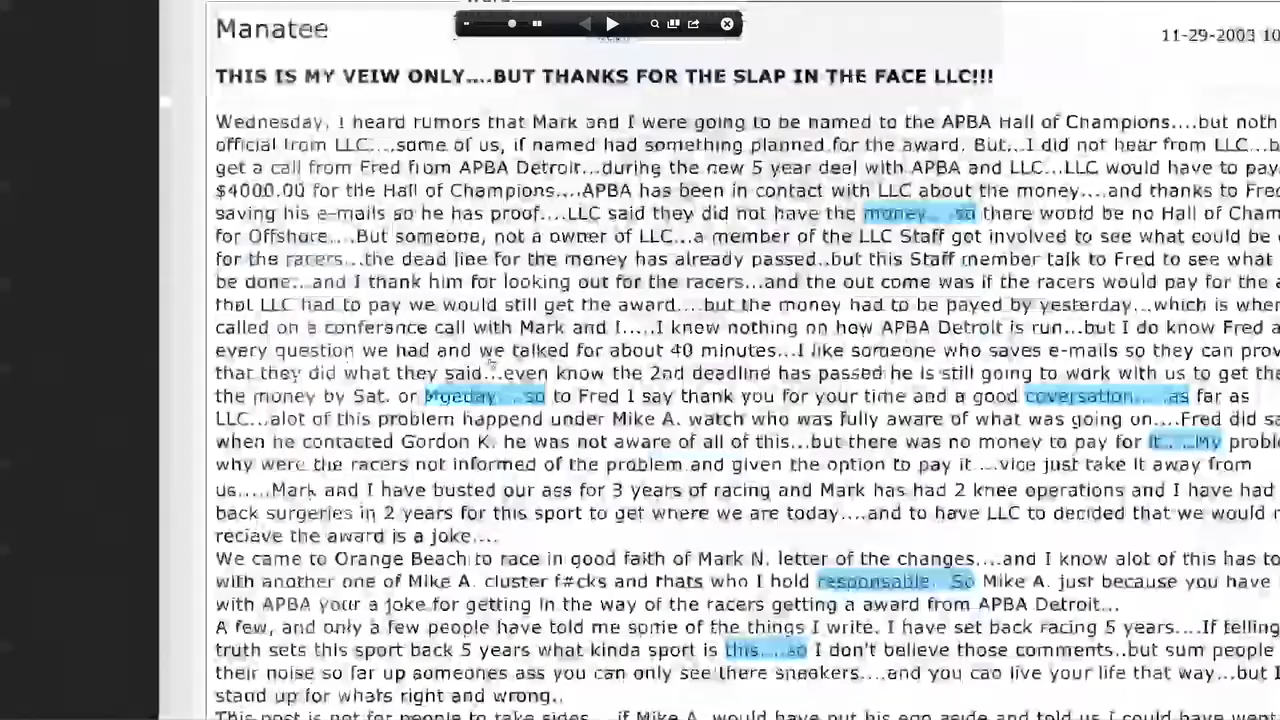 Manatee
11-29-2003 10
THIS IS MY VEIW ONLY....BUT THANKS FOR THE SLAP IN THE FACE LLC!!!
Wednesday, I heard rumors that Mark and I were going to be named to the APBA Hall of Champions....but noth
official from LLC....some of us, if named had something planned for the award. But...I did not hear from LLC...b
get a call from Fred from APBA Detroit...during the new 5 year deal with APBA and LLC...LLC would have to pay
$4000.00 for the Hall of Champions....APBA has been in contact with LLC about the money....and thanks to Fred
saving his e-mails so he has proof....LLC said they did not have the money....so there would be no Hall of Cham
for Offshore....But someone, not a owner of LLC...a member of the LLC Staff got involved to see what could be
for the racers...the dead line for the money has already passed..but this Staff member talk to Fred to see what
be done...and I thank him for looking out for the racers...and the out come was if the racers would pay for the a
that LLC had to pay we would still get the award....but the money had to be payed by yesterday...which is when
called on a conference call with Mark and I.....I knew nothing on how APBA Detroit is run...but I do know Fred a
every question we had and we talked for about 40 minutes...I like someone who saves e-mails so they can prov
that they did what they said...even know the 2nd deadline has passed he is still going to work with us to get the
the money by Sat. or Moeday....so to Fred I say thank you for your time and a good coversation.....as far as
LLC...alot of this problem happend under Mike A. watch who was fully aware of what was going on....Fred did sa
when he contacted Gordon K. he was not aware of all of this...but there was no money to pay for it.....My probl
why were the racers not informed of the problem and given the option to pay it ....vice just take it away from
us.....Mark and I have busted our ass for 3 years of racing and Mark has had 2 knee operations and I have had
back surgeries in 2 years for this sport to get where we are today....and to have LLC to decided that we would
reciave the award is a joke....
We came to Orange Beach to race in good faith of Mark N. letter of the changes....and I know alot of this has to
with another one of Mike A. cluster f#cks and thats who I hold responsable...So Mike A. just because you have
with APBA your a joke for getting in the way of the racers getting a award from APBA Detroit...
A few, and only a few people have told me some of the things I write. I have set back racing 5 years....If telling
truth sets this sport back 5 years what kinda sport is this.....so I don't believe those comments..but sum people
their noise so far up someones ass you can only see there sneakers....and you can live your life that way...but I
stand up for whats right and wrong..
This post is not for people to take sides....if Mike A. would have put his ego aside and told us I could have went